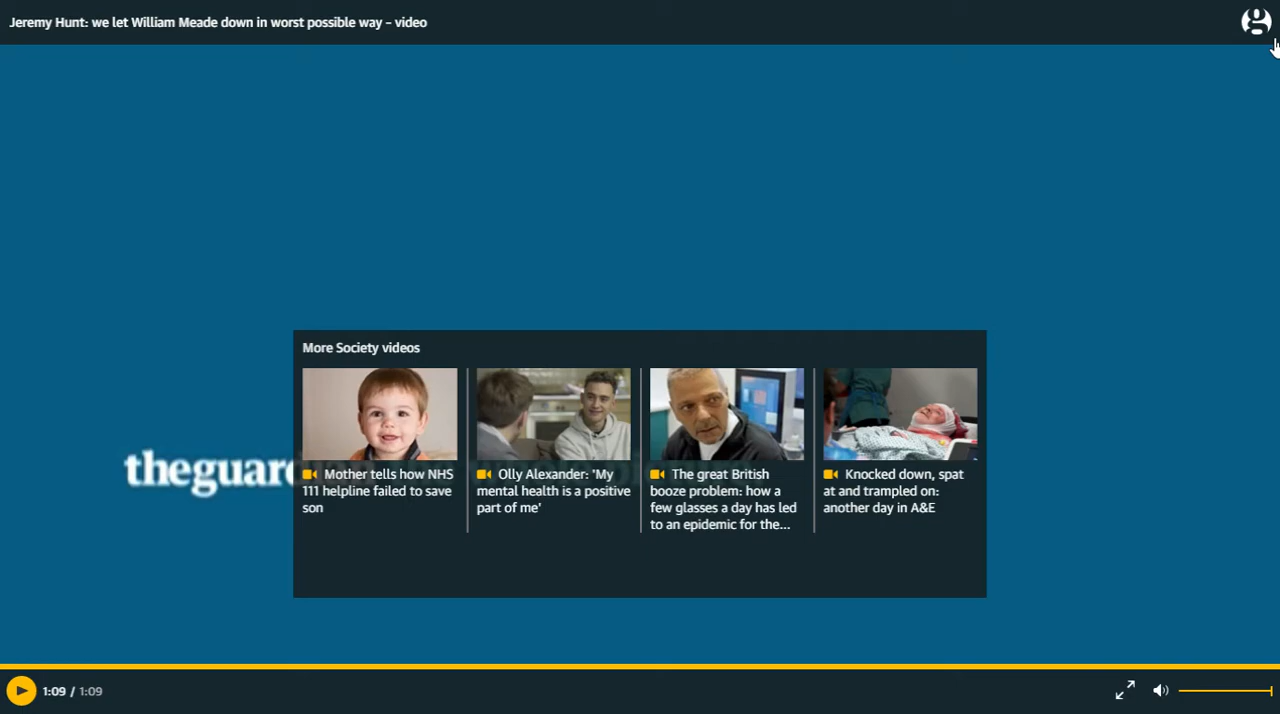 Jeremy Hunt: we let William Meade down in worst possible way – video
More Society videos
theguar
Mother tells how NHS
111 helpline failed to save
son
Olly Alexander: 'My
mental health is a positive
part of me'
The great British
booze problem: how a
few glasses a day has led
to an epidemic for the...
Knocked down, spat
at and trampled on:
another day in A&E
1:09 / 1:09